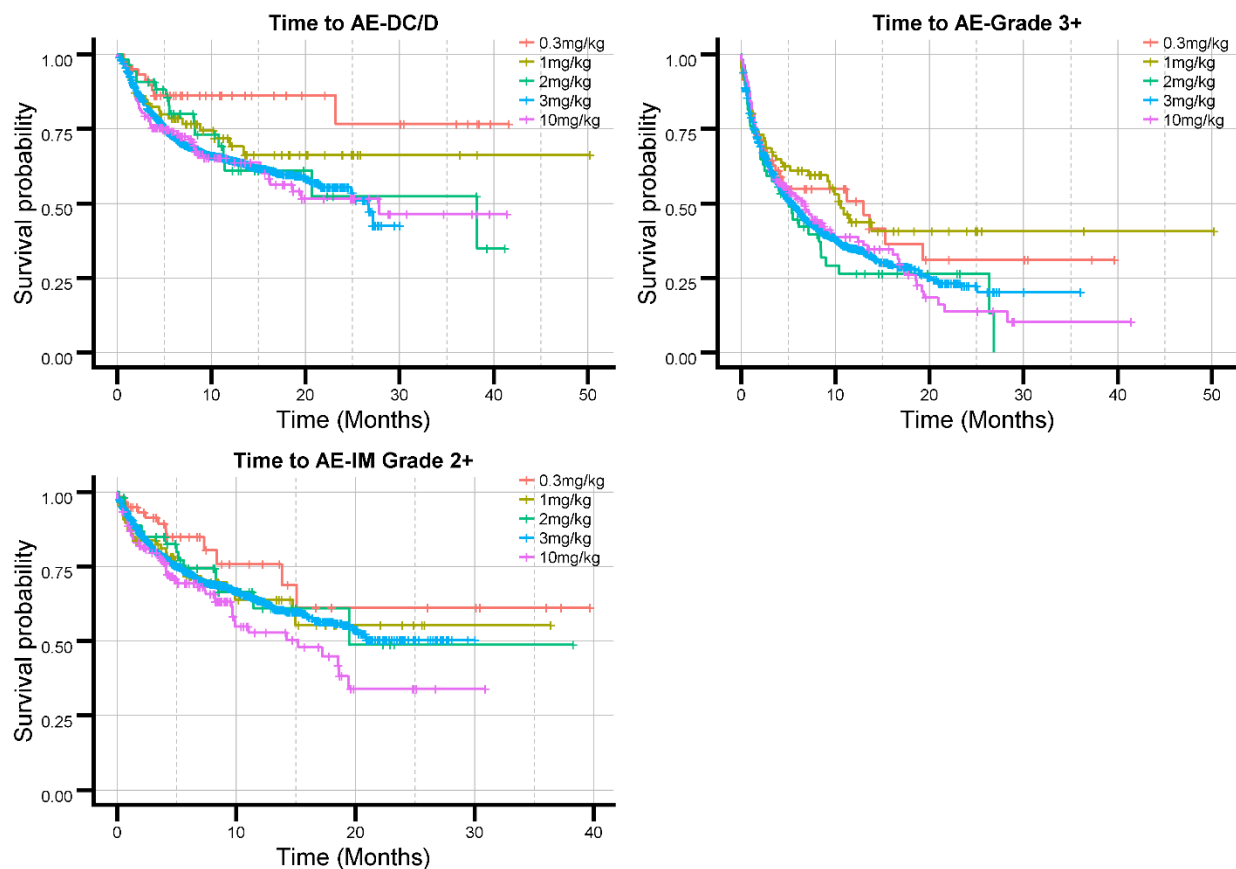 Time to AE-DC/D
Survival probability
1.00
0.75
0.50
0.25
0.00
0.3mg/kg
1mg/kg
2mg/kg
3mg/kg
10mg/kg
0 10 20 30 40 50
Time (Months)
Time to AE-Grade 3+
Survival probability
1.00
0.75
0.50
0.25
0.00
0.3mg/kg
1mg/kg
2mg/kg
3mg/kg
10mg/kg
0 10 20 30 40 50
Time (Months)
Time to AE-IM Grade 2+
Survival probability
1.00
0.75
0.50
0.25
0.00
0.3mg/kg
1mg/kg
2mg/kg
3mg/kg
10mg/kg
0 10 20 30 40
Time (Months)